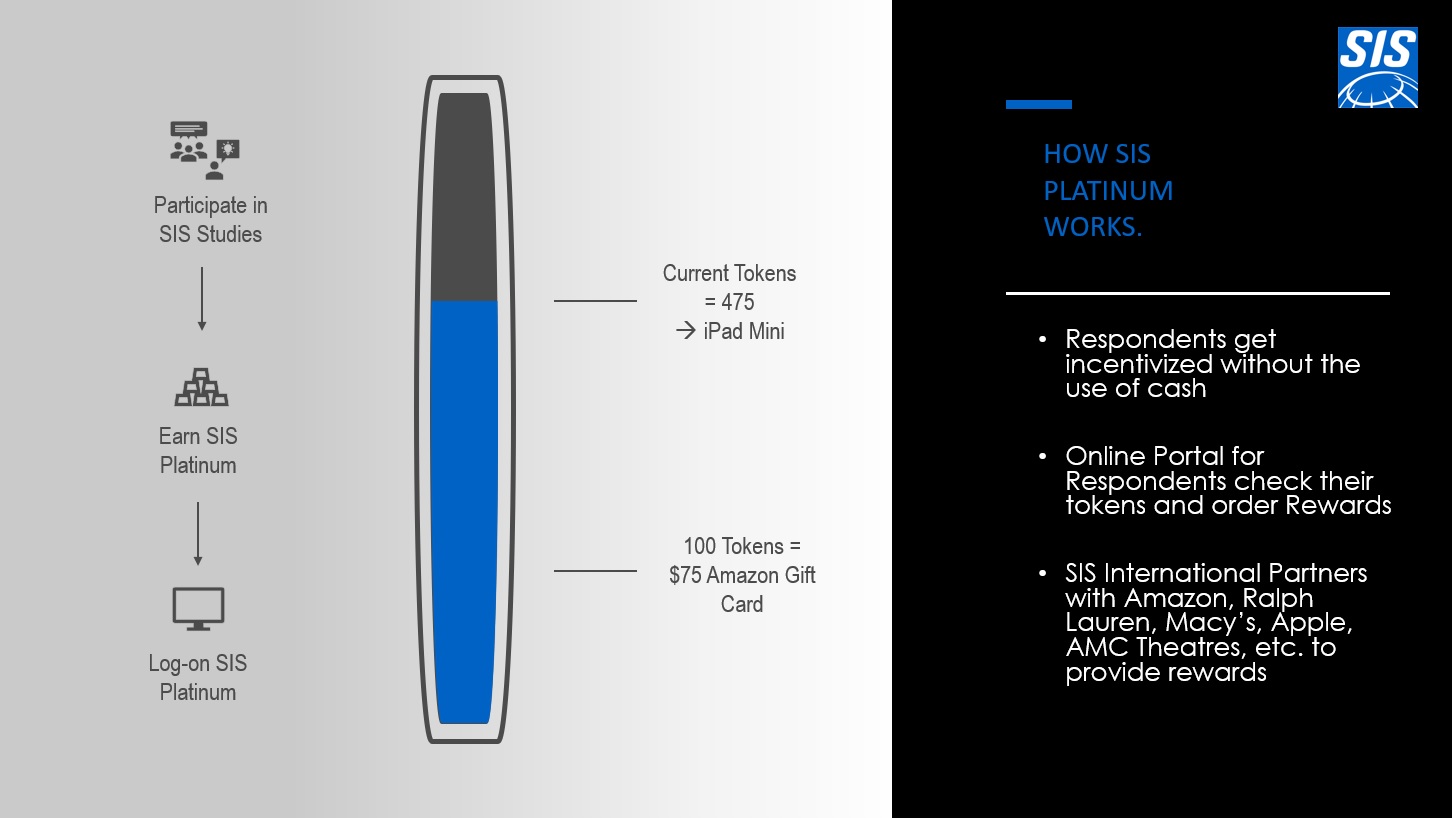 Participate in
SIS Studies
Earn SIS
Platinum
Log-on SIS
Platinum
Current Tokens
= 475
→ iPad Mini
100 Tokens =
$75 Amazon Gift
Card
SIS
HOW SIS
PLATINUM
WORKS.
• Respondents get
incentivized without the
use of cash
• Online Portal for
Respondents check their
tokens and order Rewards
• SIS International Partners
with Amazon, Ralph
Lauren, Macy’s, Apple,
AMC Theatres, etc. to
provide rewards